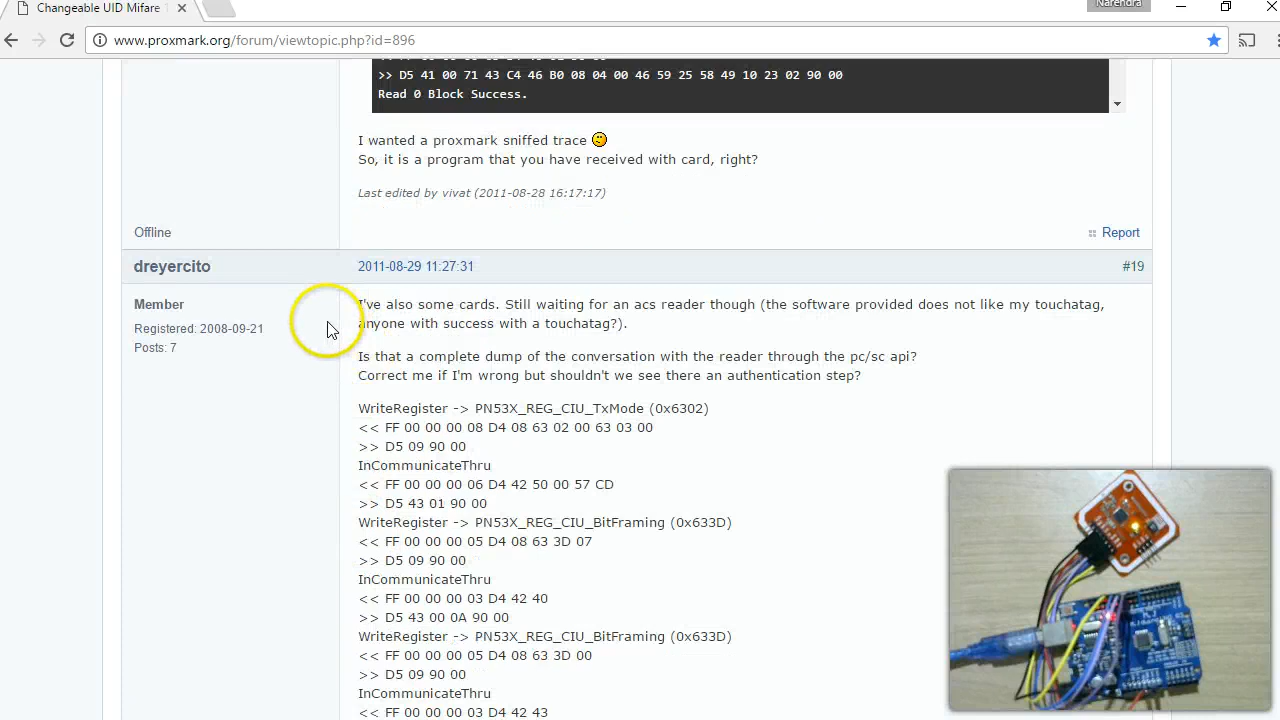 Changeable UID Mifare
Narendra
www.proxmark.org/forum/viewtopic.php?id=896
>> D5 41 00 71 43 C4 46 B0 08 04 00 46 59 25 58 49 10 23 02 90 00
Read 0 Block Success.
I wanted a proxmark sniffed trace
So, it is a program that you have received with card, right?
Last edited by vivat (2011-08-28 16:17:17)
Offline
Report
dreyercito
2011-08-29 11:27:31
#19
Member
Registered: 2008-09-21
Posts: 7
I've also some cards. Still waiting for an acs reader though (the software provided does not like my touchatag,
anyone with success with a touchatag?).
Is that a complete dump of the conversation with the reader through the pc/sc api?
Correct me if I'm wrong but shouldn't we see there an authentication step?
WriteRegister -> PN53X_REG_CIU_TxMode (0x6302)
<< FF 00 00 00 08 D4 08 63 02 00 63 03 00
>> D5 09 90 00
InCommunicateThru
<< FF 00 00 00 06 D4 42 50 00 57 CD
>> D5 43 01 90 00
WriteRegister -> PN53X_REG_CIU_BitFraming (0x633D)
<< FF 00 00 00 05 D4 08 63 3D 07
>> D5 09 90 00
InCommunicateThru
<< FF 00 00 00 03 D4 42 40
>> D5 43 00 0A 90 00
WriteRegister -> PN53X_REG_CIU_BitFraming (0x633D)
<< FF 00 00 00 05 D4 08 63 3D 00
>> D5 09 90 00
InCommunicateThru
<< FF 00 00 00 03 D4 42 43